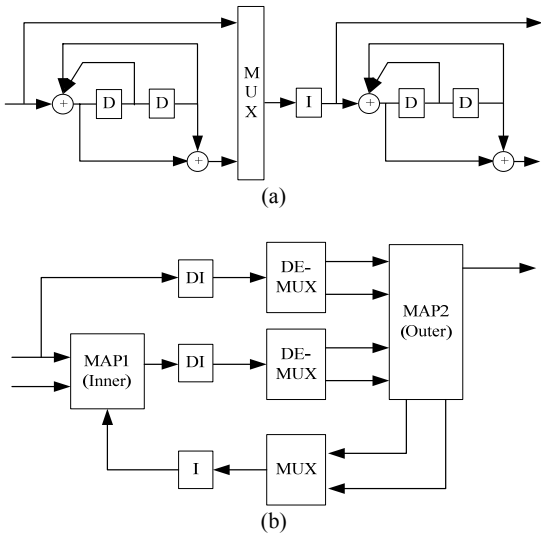 M
U
X
+
D
D
+
I
+
D
D
+
(a)
DI
DE-
MUX
MAP2
(Outer)
MAP1
(Inner)
DI
DE-
MUX
I
MUX
(b)